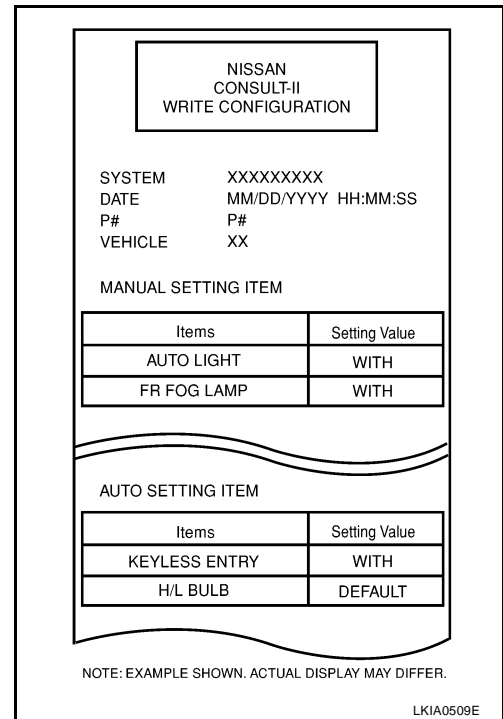 NISSAN
CONSULT-II
WRITE CONFIGURATION
SYSTEM XXXXXXXXX
DATE MM/DD/YYYY HH:MM:SS
P# P#
VEHICLE XX
MANUAL SETTING ITEM
Items Setting Value
AUTO LIGHT WITH
FR FOG LAMP WITH
AUTO SETTING ITEM
Items Setting Value
KEYLESS ENTRY WITH
H/L BULB DEFAULT
NOTE: EXAMPLE SHOWN. ACTUAL DISPLAY MAY DIFFER.
LKIA0509E